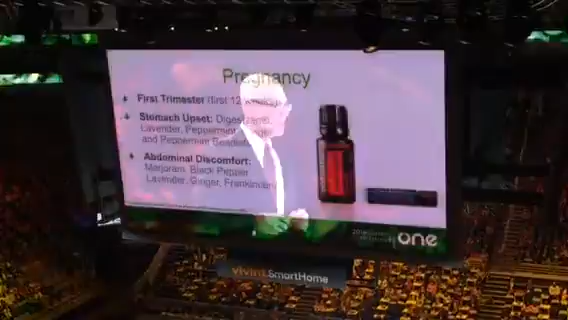 Pregnancy
First Trimester (first 12
Stomach Upset: Digestzen
Lavender, Peppermint
and Peppermint Beadlets
Abdominal Discomfort:
Marjoram, Black Pepper
Lavender, Ginger, Frankincense
one
vivint.SmartHome